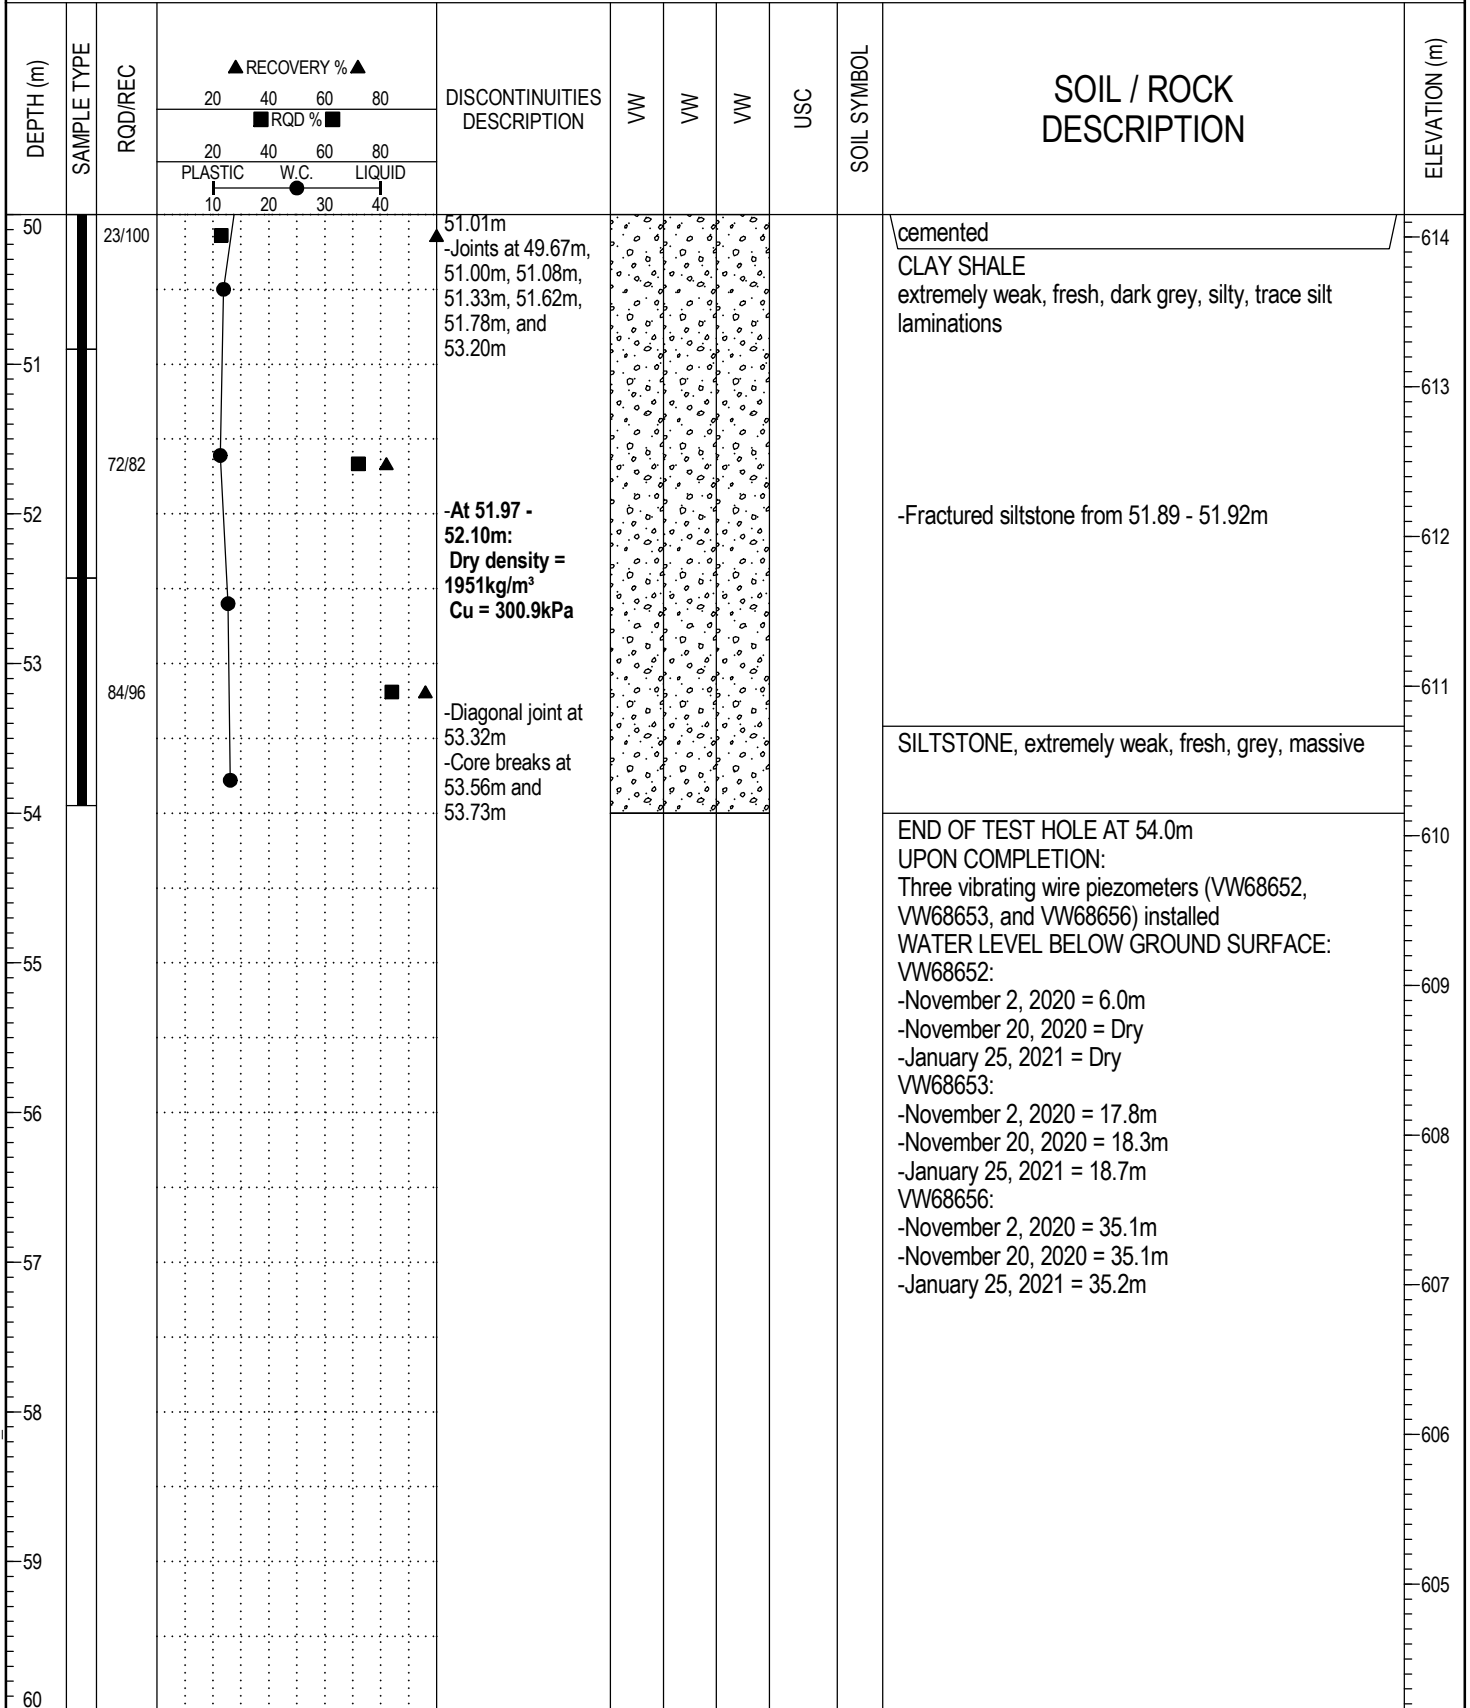 DEPTH (m)
SAMPLE TYPE
RQD/REC
▲ RECOVERY % ▲
20 40 60 80
■ RQD % ■
20 40 60 80
PLASTIC W.C. LIQUID
10 20 30 40
DISCONTINUITIES
DESCRIPTION
VW
VW
VW
USC
SOIL SYMBOL
SOIL / ROCK
DESCRIPTION
ELEVATION (m)
50
51
52
53
54
55
56
57
58
59
60
23/100
72/82
84/96
51.01m
-Joints at 49.67m,
51.00m, 51.08m,
51.33m, 51.62m,
51.78m, and
53.20m
-At 51.97 -
52.10m:
Dry density =
1951kg/m³
Cu = 300.9kPa
-Diagonal joint at
53.32m
-Core breaks at
53.56m and
53.73m
cemented
CLAY SHALE
extremely weak, fresh, dark grey, silty, trace silt
laminations
-Fractured siltstone from 51.89 - 51.92m
SILTSTONE, extremely weak, fresh, grey, massive
END OF TEST HOLE AT 54.0m
UPON COMPLETION:
Three vibrating wire piezometers (VW68652,
VW68653, and VW68656) installed
WATER LEVEL BELOW GROUND SURFACE:
VW68652:
-November 2, 2020 = 6.0m
-November 20, 2020 = Dry
-January 25, 2021 = Dry
VW68653:
-November 2, 2020 = 17.8m
-November 20, 2020 = 18.3m
-January 25, 2021 = 18.7m
VW68656:
-November 2, 2020 = 35.1m
-November 20, 2020 = 35.1m
-January 25, 2021 = 35.2m
614
613
612
611
610
609
608
607
606
605